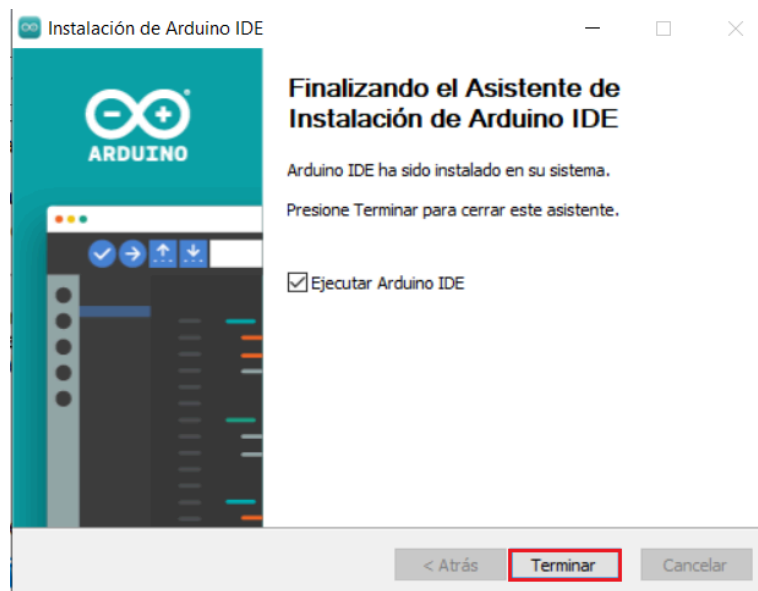 Instalación de Arduino IDE
ARDUINO
Finalizando el Asistente de
Instalación de Arduino IDE
Arduino IDE ha sido instalado en su sistema.
Presione Terminar para cerrar este asistente.
Ejecutar Arduino IDE
< Atrás Terminar Cancelar